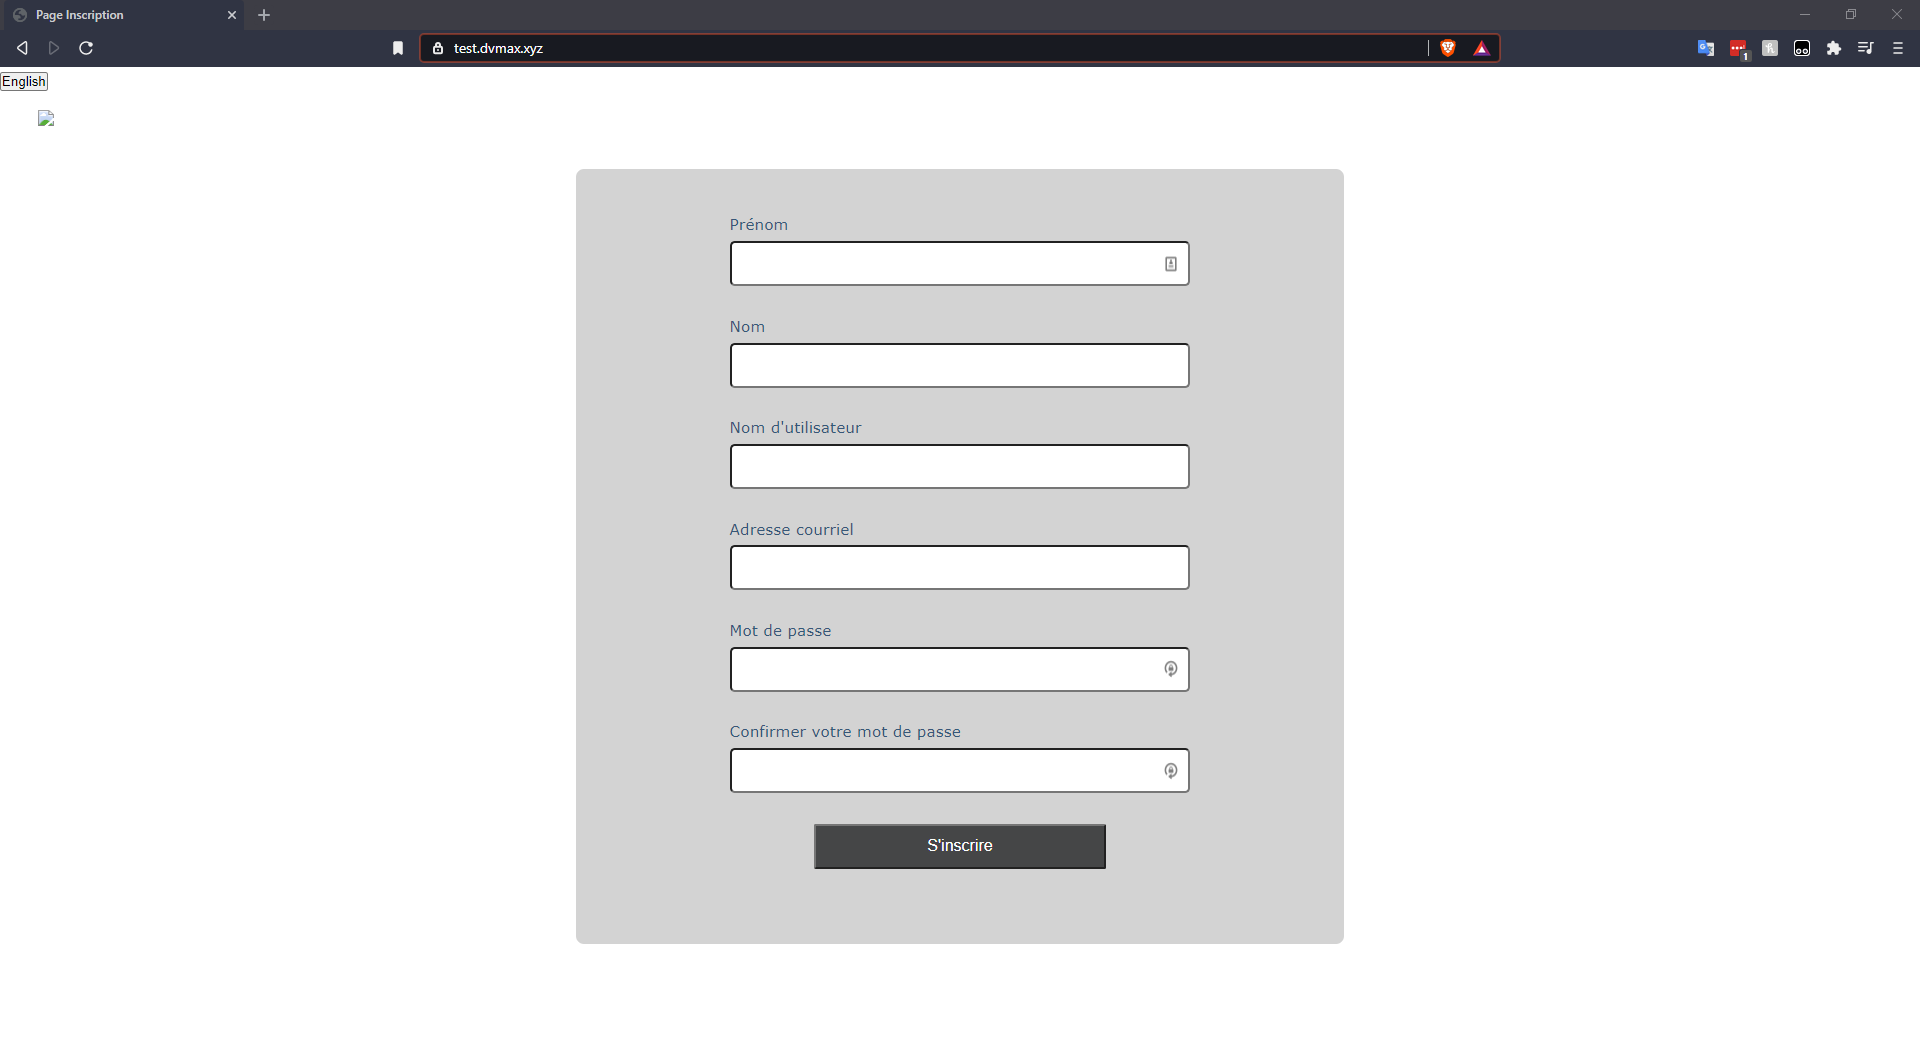 Page Inscription
test.dvmax.xyz
1
English
Prénom
Nom
Nom d'utilisateur
Adresse courriel
Mot de passe
Confirmer votre mot de passe
S'inscrire